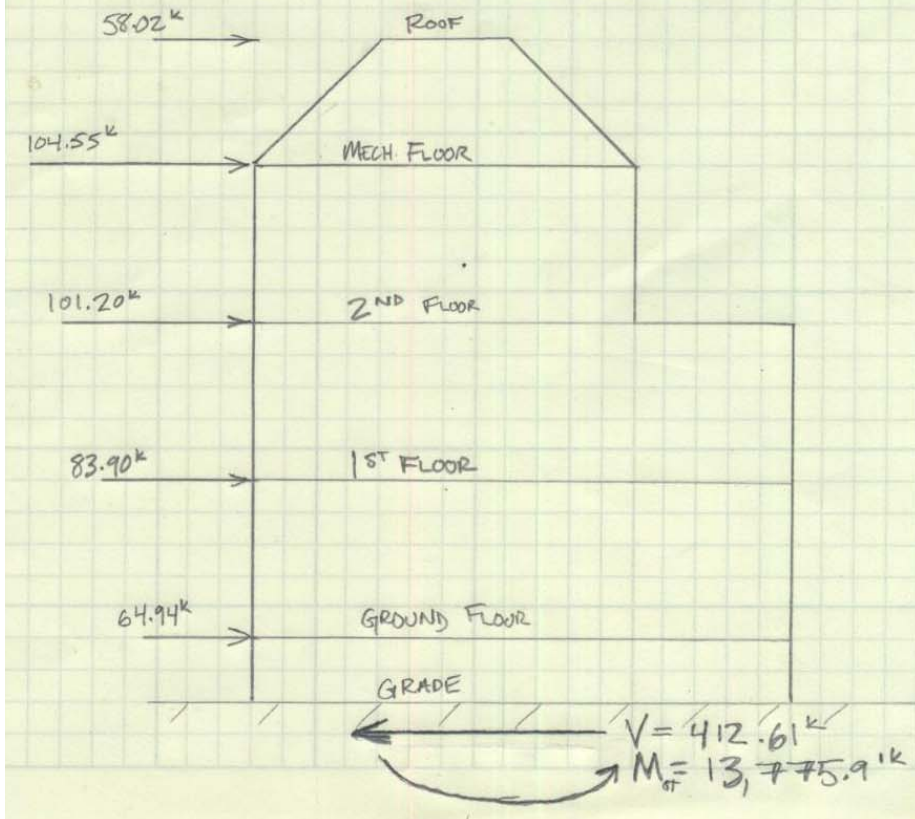 58.02ᵏ
ROOF
104.55ᵏ
MECH. FLOOR
101.20ᵏ
2ᴺᴰ FLOOR
83.90ᵏ
1ˢᵀ FLOOR
64.94ᵏ
GROUND FLOOR
GRADE
V = 412.61ᵏ
M_OT = 13,775.9'ᵏ